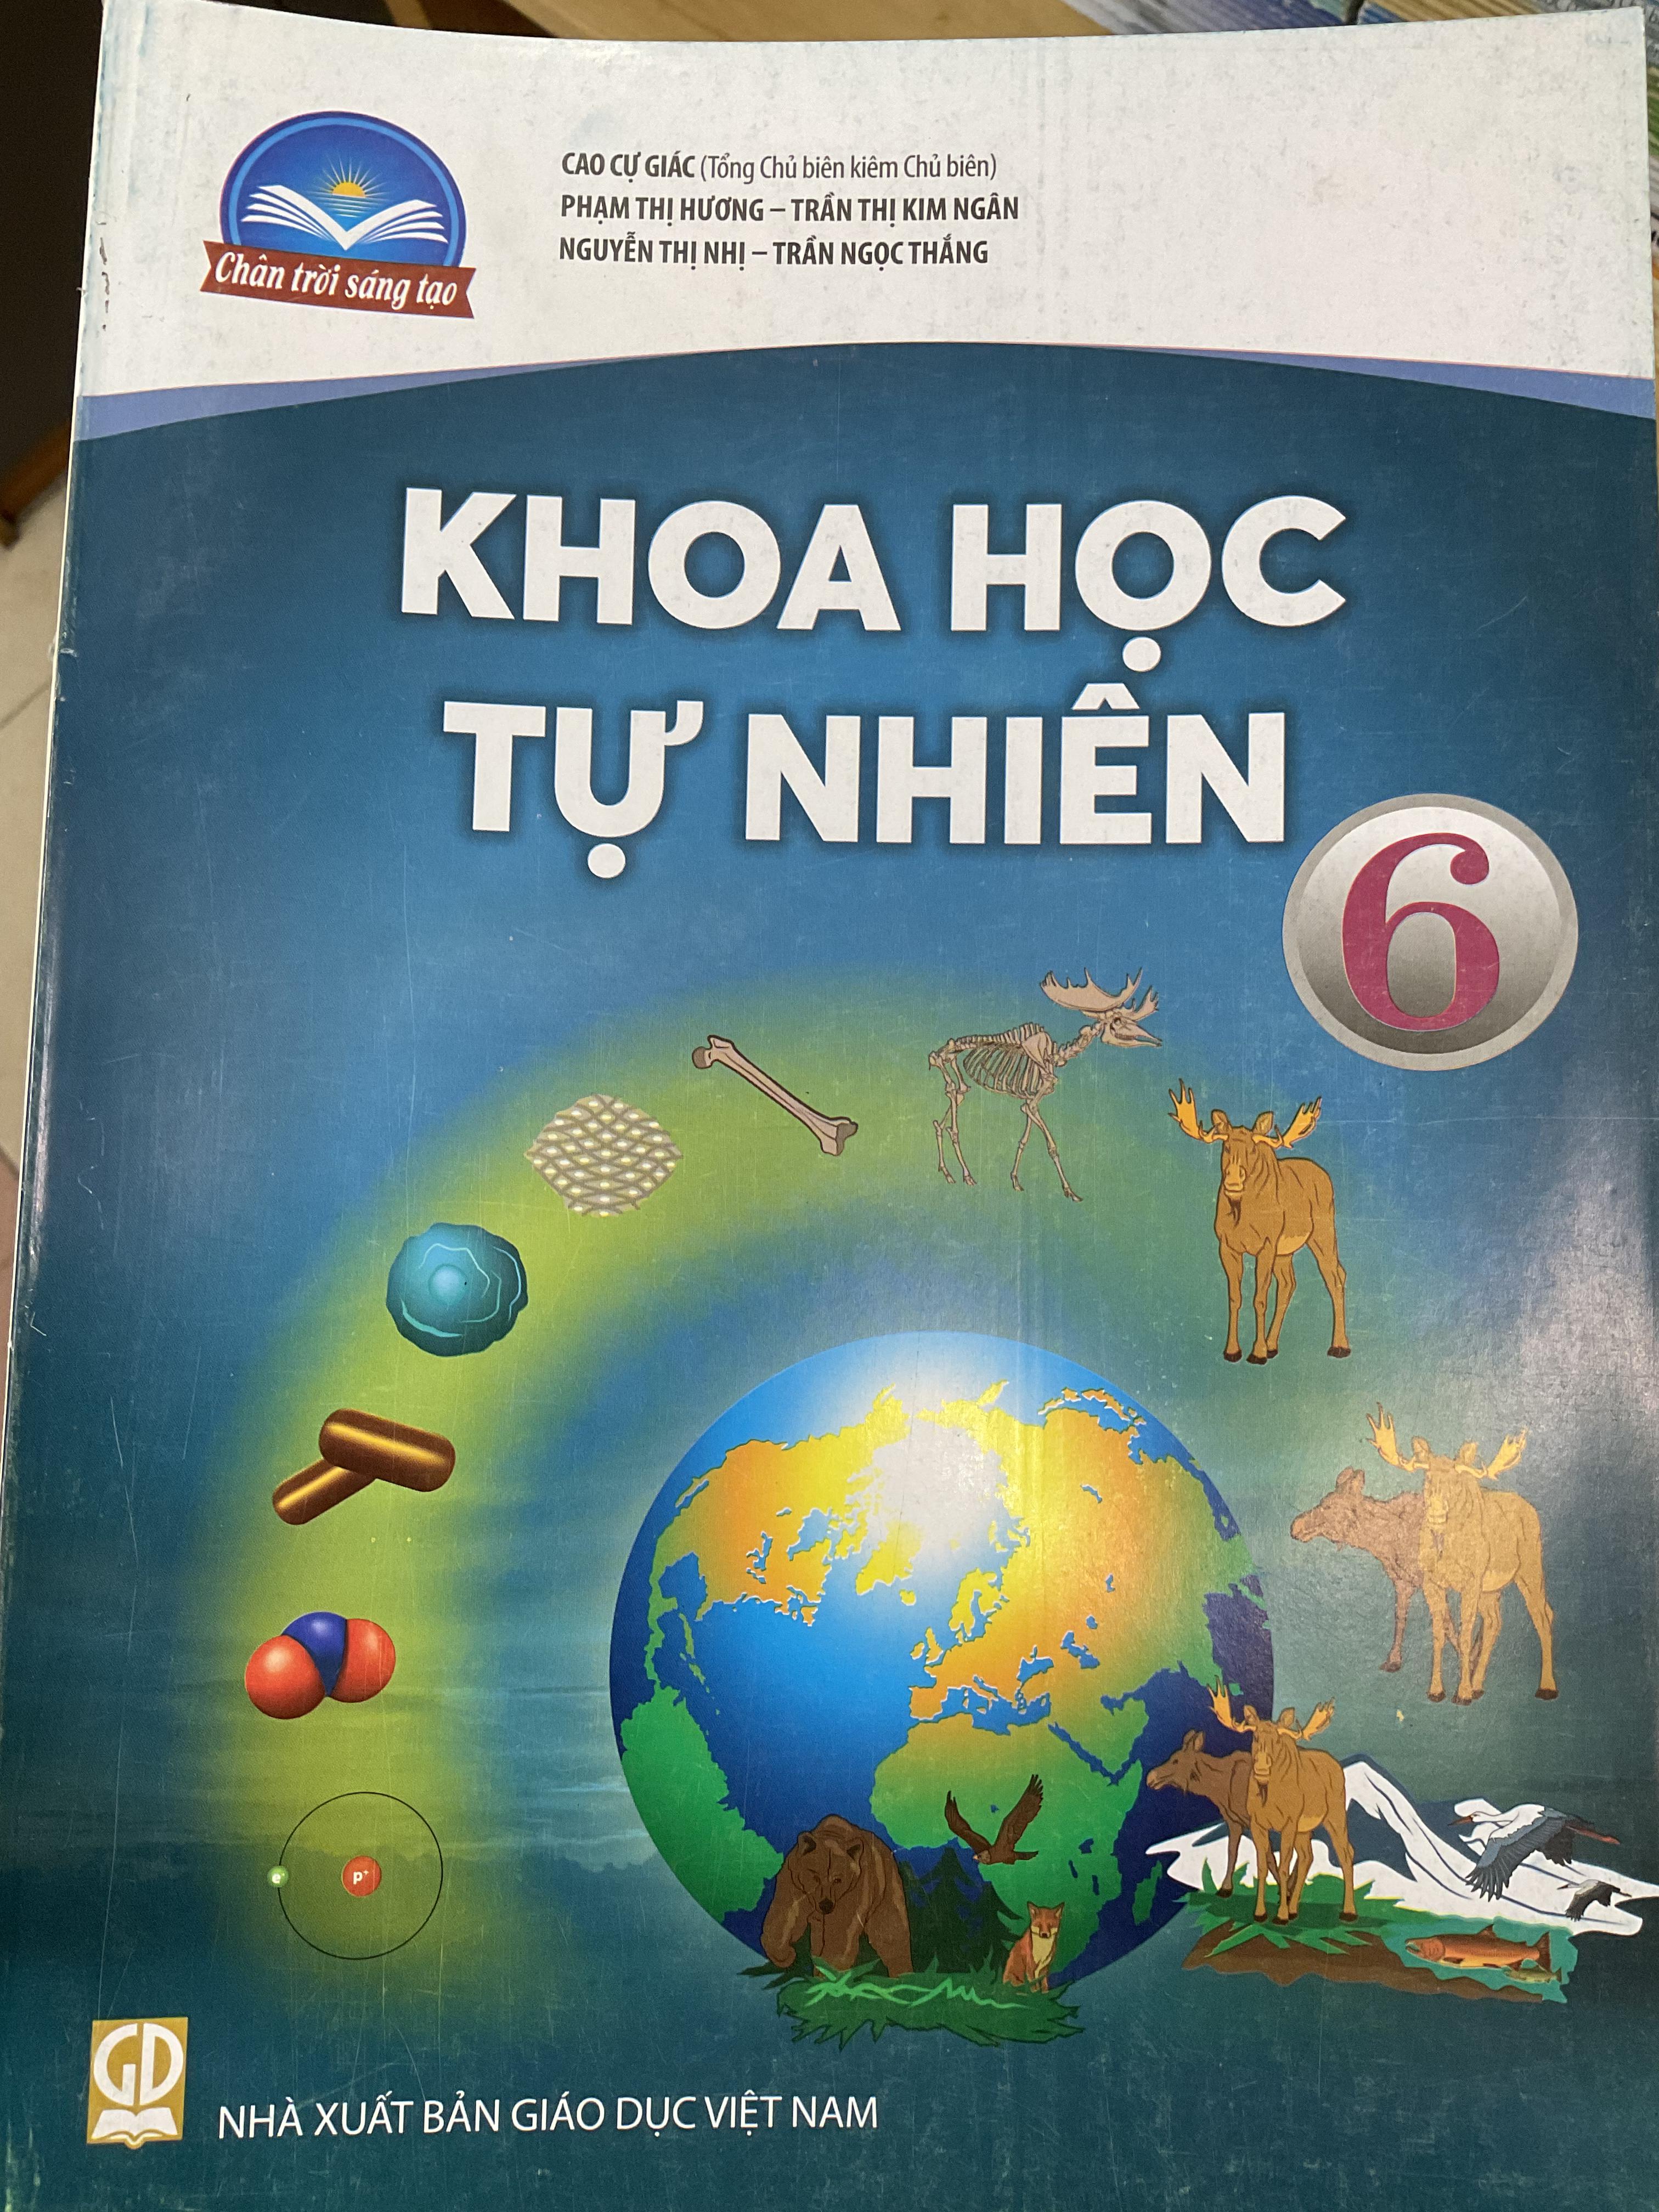 Chân trời sáng tạo
CAO CỰ GIÁC (Tổng Chủ biên kiêm Chủ biên)
PHẠM THỊ HƯƠNG – TRẦN THỊ KIM NGÂN
NGUYỄN THỊ NHỊ – TRẦN NGỌC THẮNG
KHOA HỌC
TỰ NHIÊN
6
p+
GD
NHÀ XUẤT BẢN GIÁO DỤC VIỆT NAM